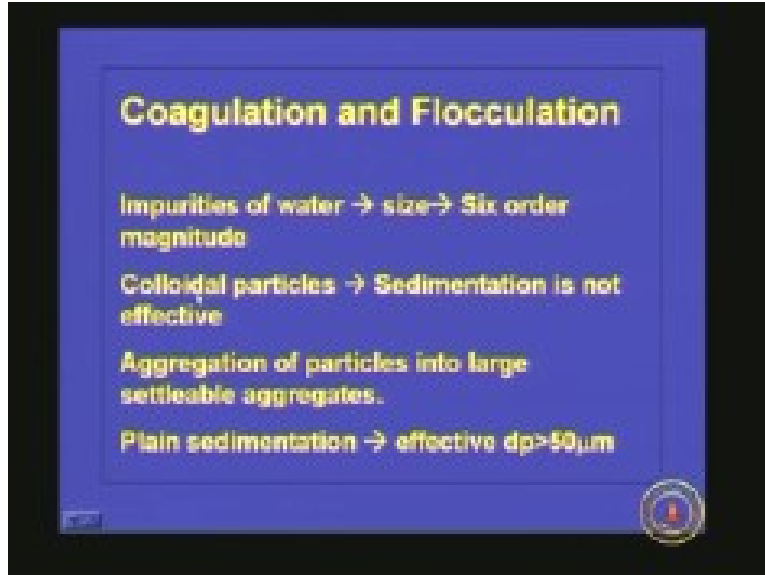 Coagulation and Flocculation
Impurities of water → size→ Six order
magnitude
Colloidal particles → Sedimentation is not
effective
Aggregation of particles into large
settleable aggregates.
Plain sedimentation → effective dp>50μm